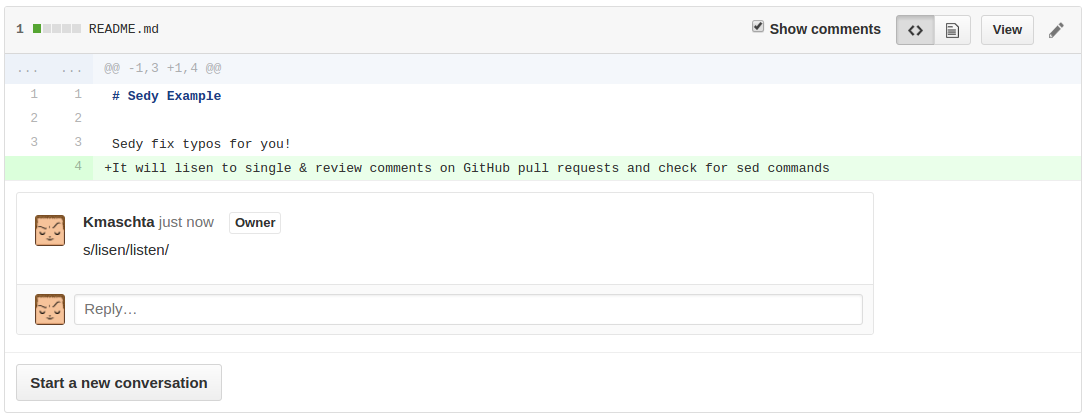 1 README.md Show comments View
... ... @@ -1,3 +1,4 @@
1 1 # Sedy Example
2 2
3 3 Sedy fix typos for you!
4 +It will lisen to single & review comments on GitHub pull requests and check for sed commands
Kmaschta just now Owner
s/lisen/listen/
Reply…
Start a new conversation